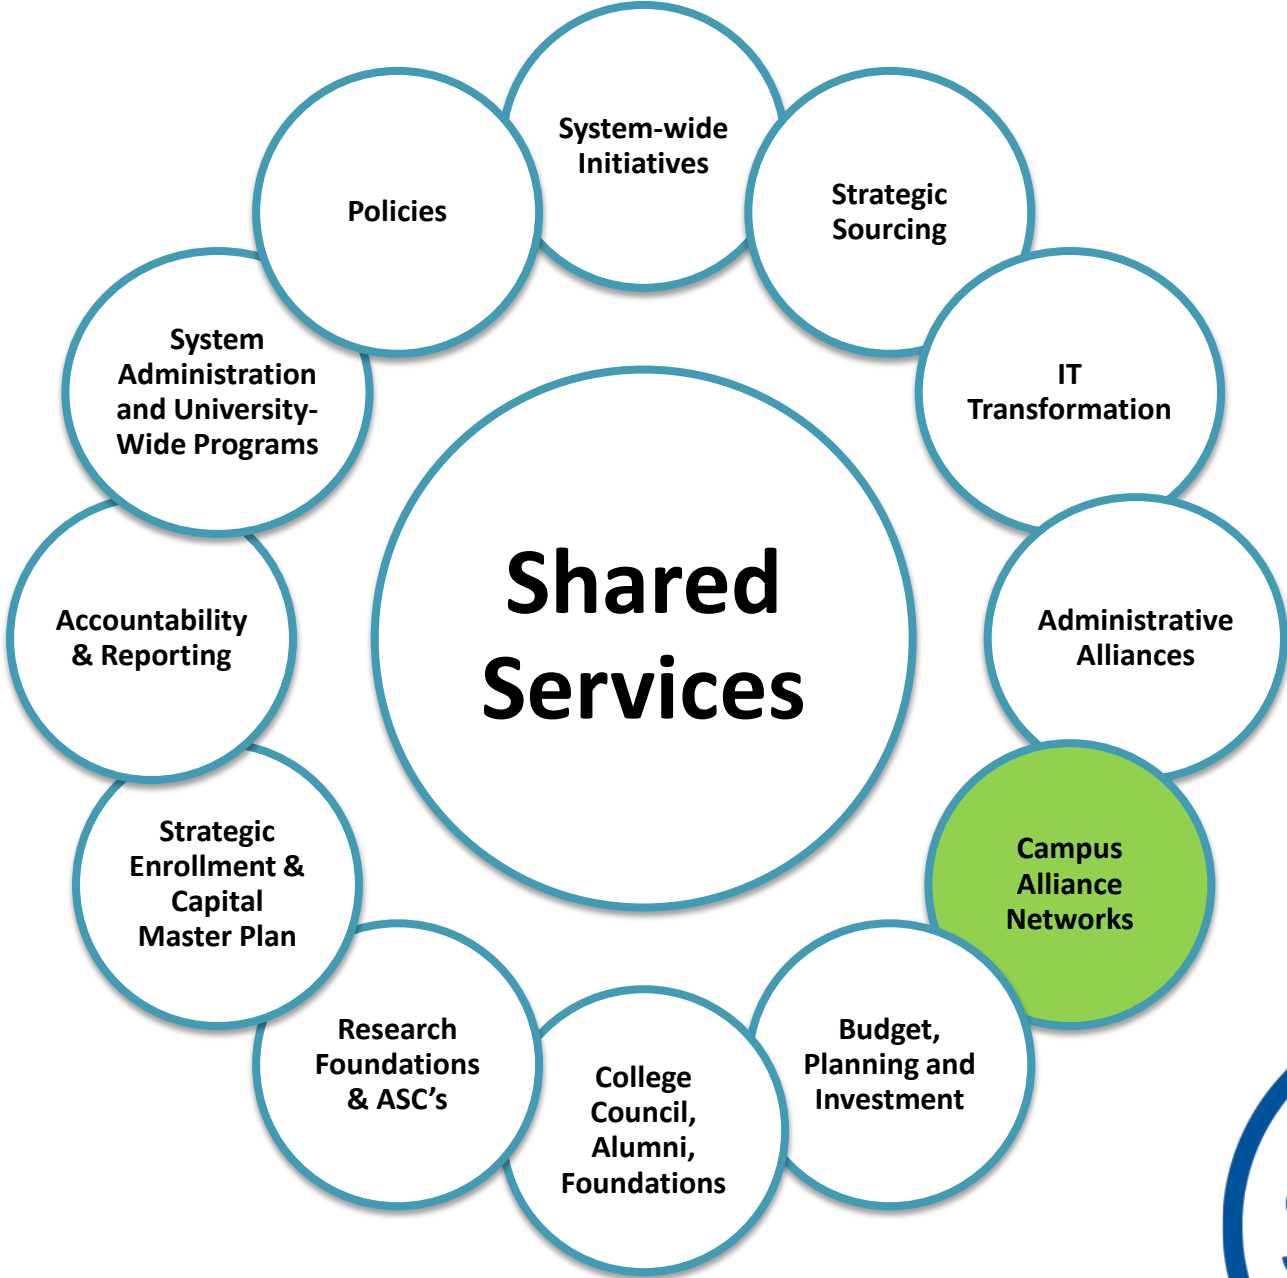 System-wide
Initiatives
Strategic
Sourcing
IT
Transformation
Administrative
Alliances
Campus
Alliance
Networks
Budget,
Planning and
Investment
College
Council,
Alumni,
Foundations
Research
Foundations
& ASC’s
Strategic
Enrollment &
Capital
Master Plan
Accountability
& Reporting
System
Administration
and University-
Wide Programs
Policies
Shared
Services